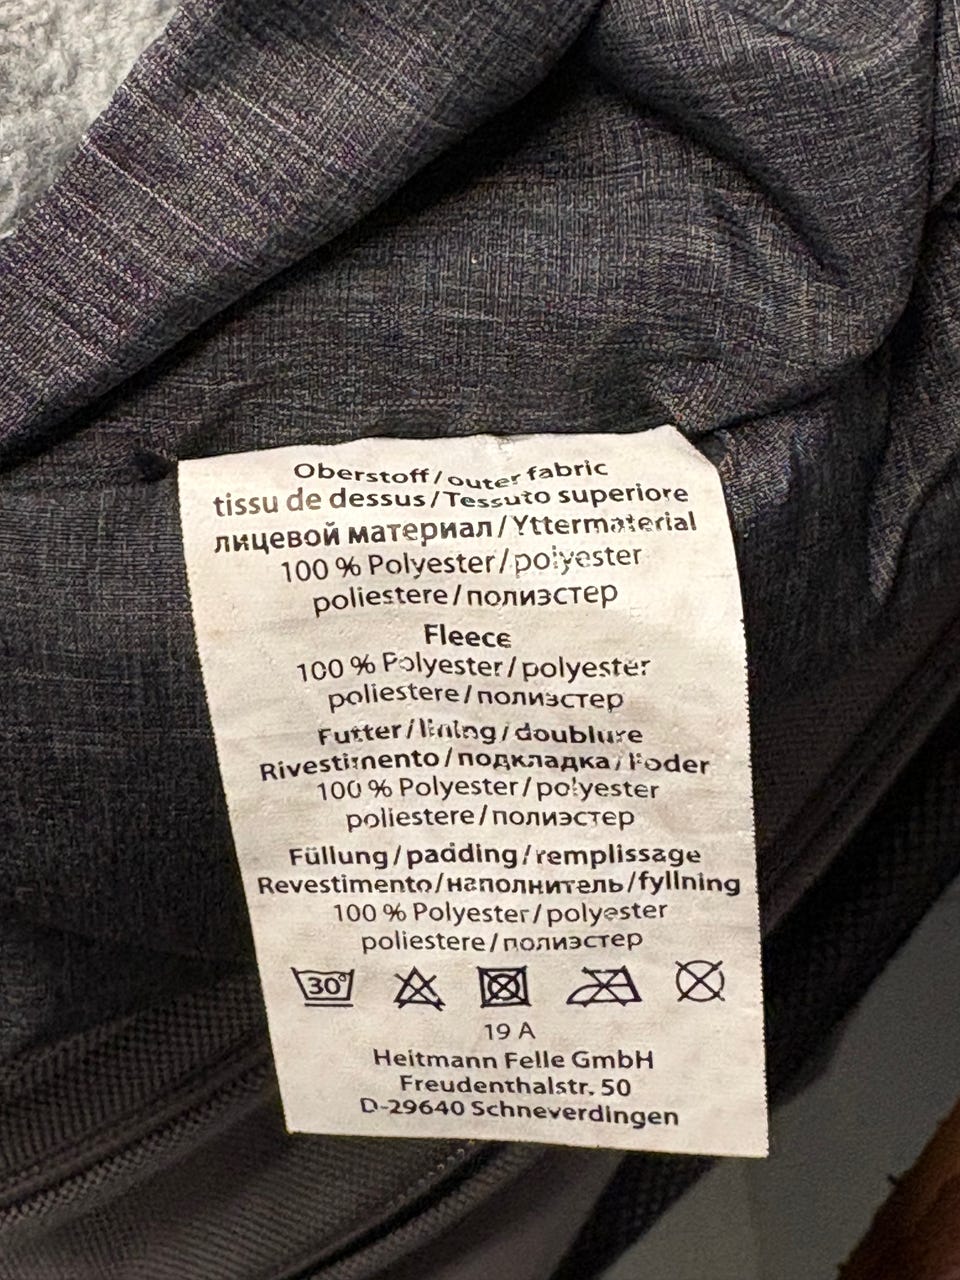 Oberstoff/outer fabric
tissu de dessus/Tessuto superiore
лицевой материал/Yttermaterial
100 % Polyester/polyester
poliestere/полиэстер
Fleece
100 % Polyester/polyester
poliestere/полиэстер
Futter/lining/doublure
Rivestimento/подкладка/Foder
100 % Polyester/polyester
poliestere/полиэстер
Füllung/padding/remplissage
Revestimento/наполнитель/fyllning
100 % Polyester/polyester
poliestere/полиэстер
30°
19 A
Heitmann Felle GmbH
Freudenthalstr. 50
D-29640 Schneverdingen